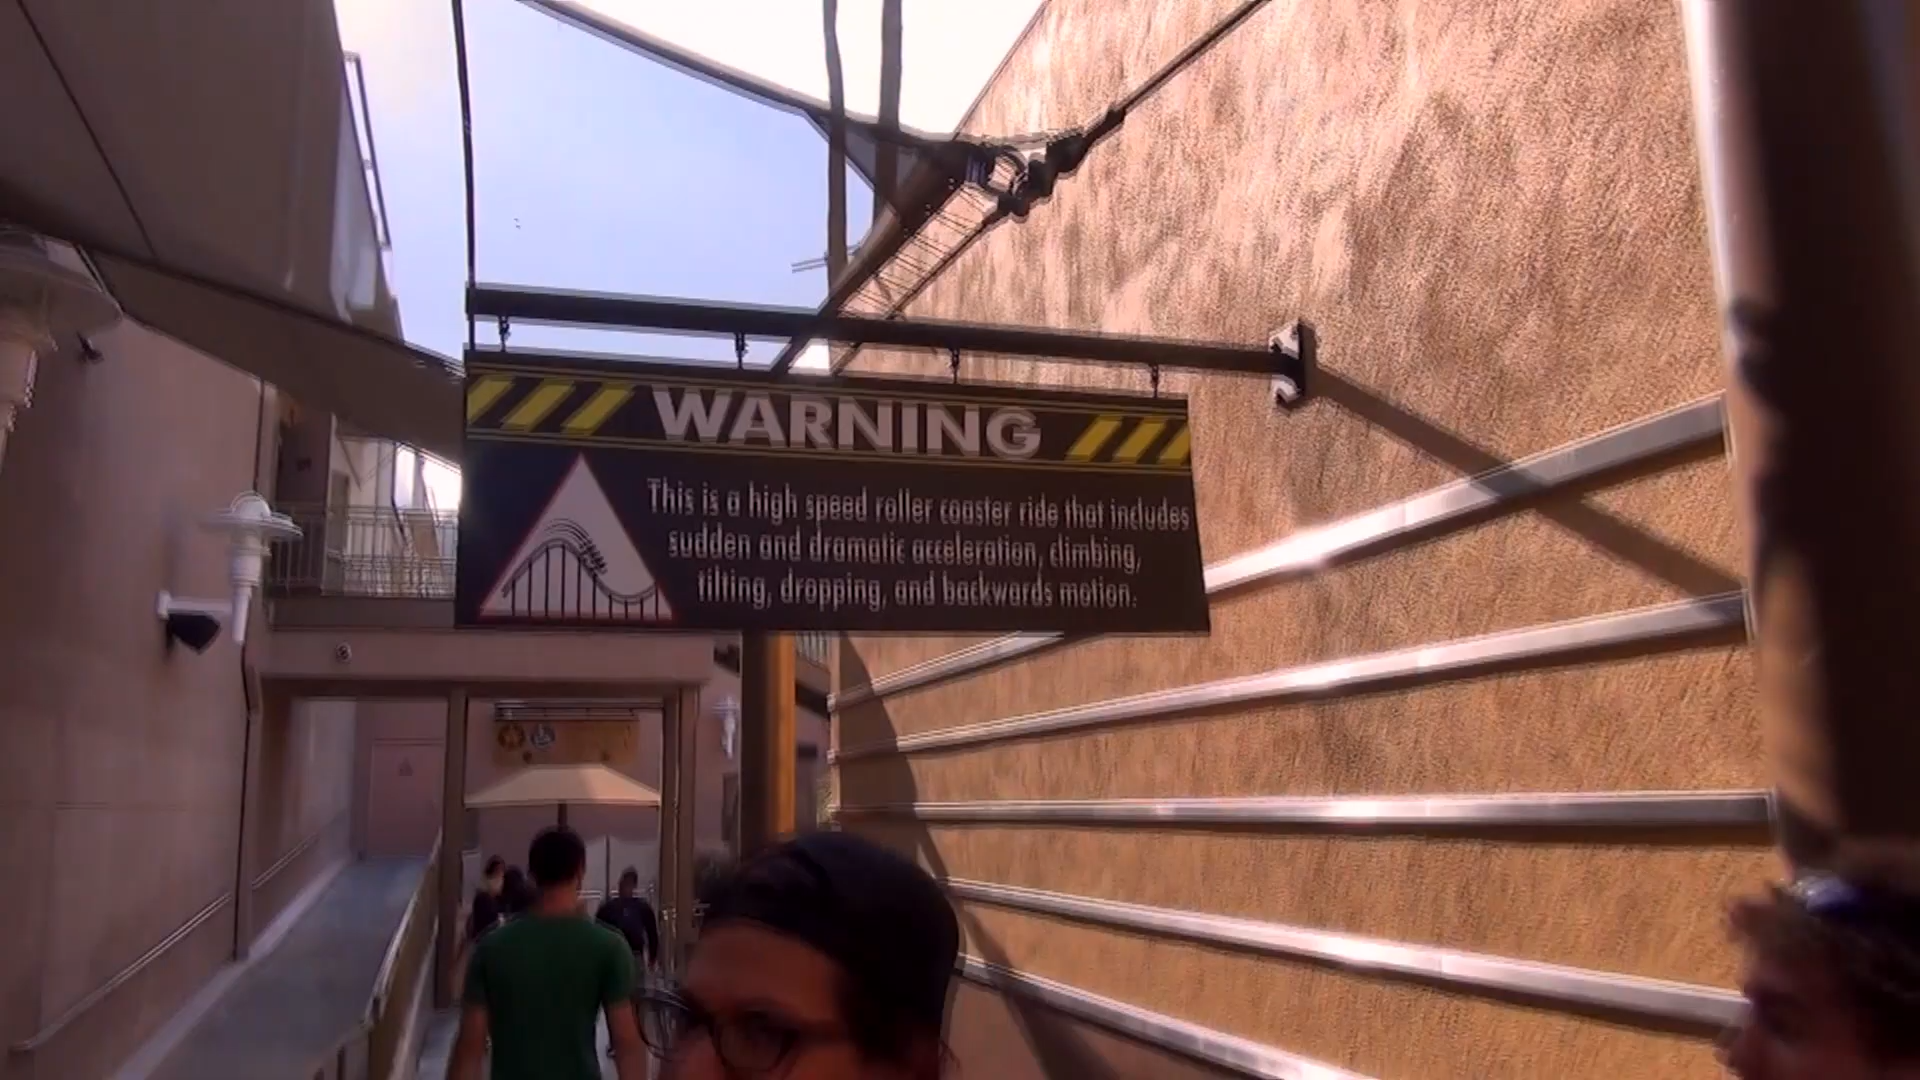 WARNING
This is a high speed roller coaster ride that includes
sudden and dramatic acceleration, climbing,
tilting, dropping, and backwards motion.